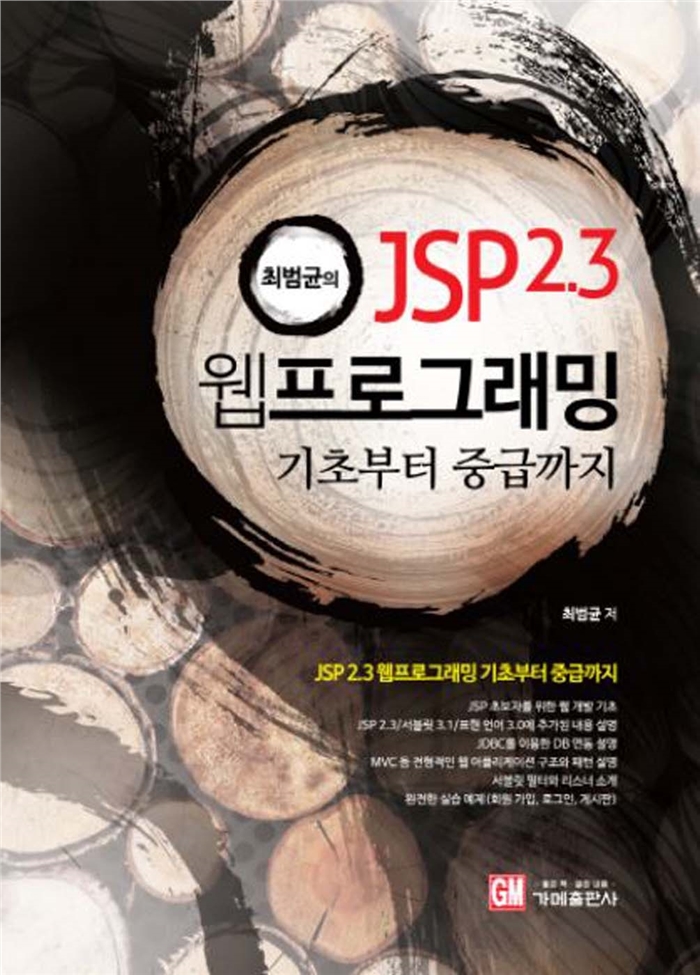 최범균의
JSP 2.3
웹프로그래밍
기초부터 중급까지
최범균 저
JSP 2.3 웹프로그래밍 기초부터 중급까지
JSP 초보자를 위한 웹 개발 기초
JSP 2.3/서블릿 3.1/표현 언어 3.0에 추가된 내용 설명
JDBC를 이용한 DB 연동 설명
MVC 등 전형적인 웹 어플리케이션 구조와 패턴 설명
서블릿 필터와 리스너 소개
완전한 실습 예제(회원 가입, 로그인, 게시판)
GM
가메출판사